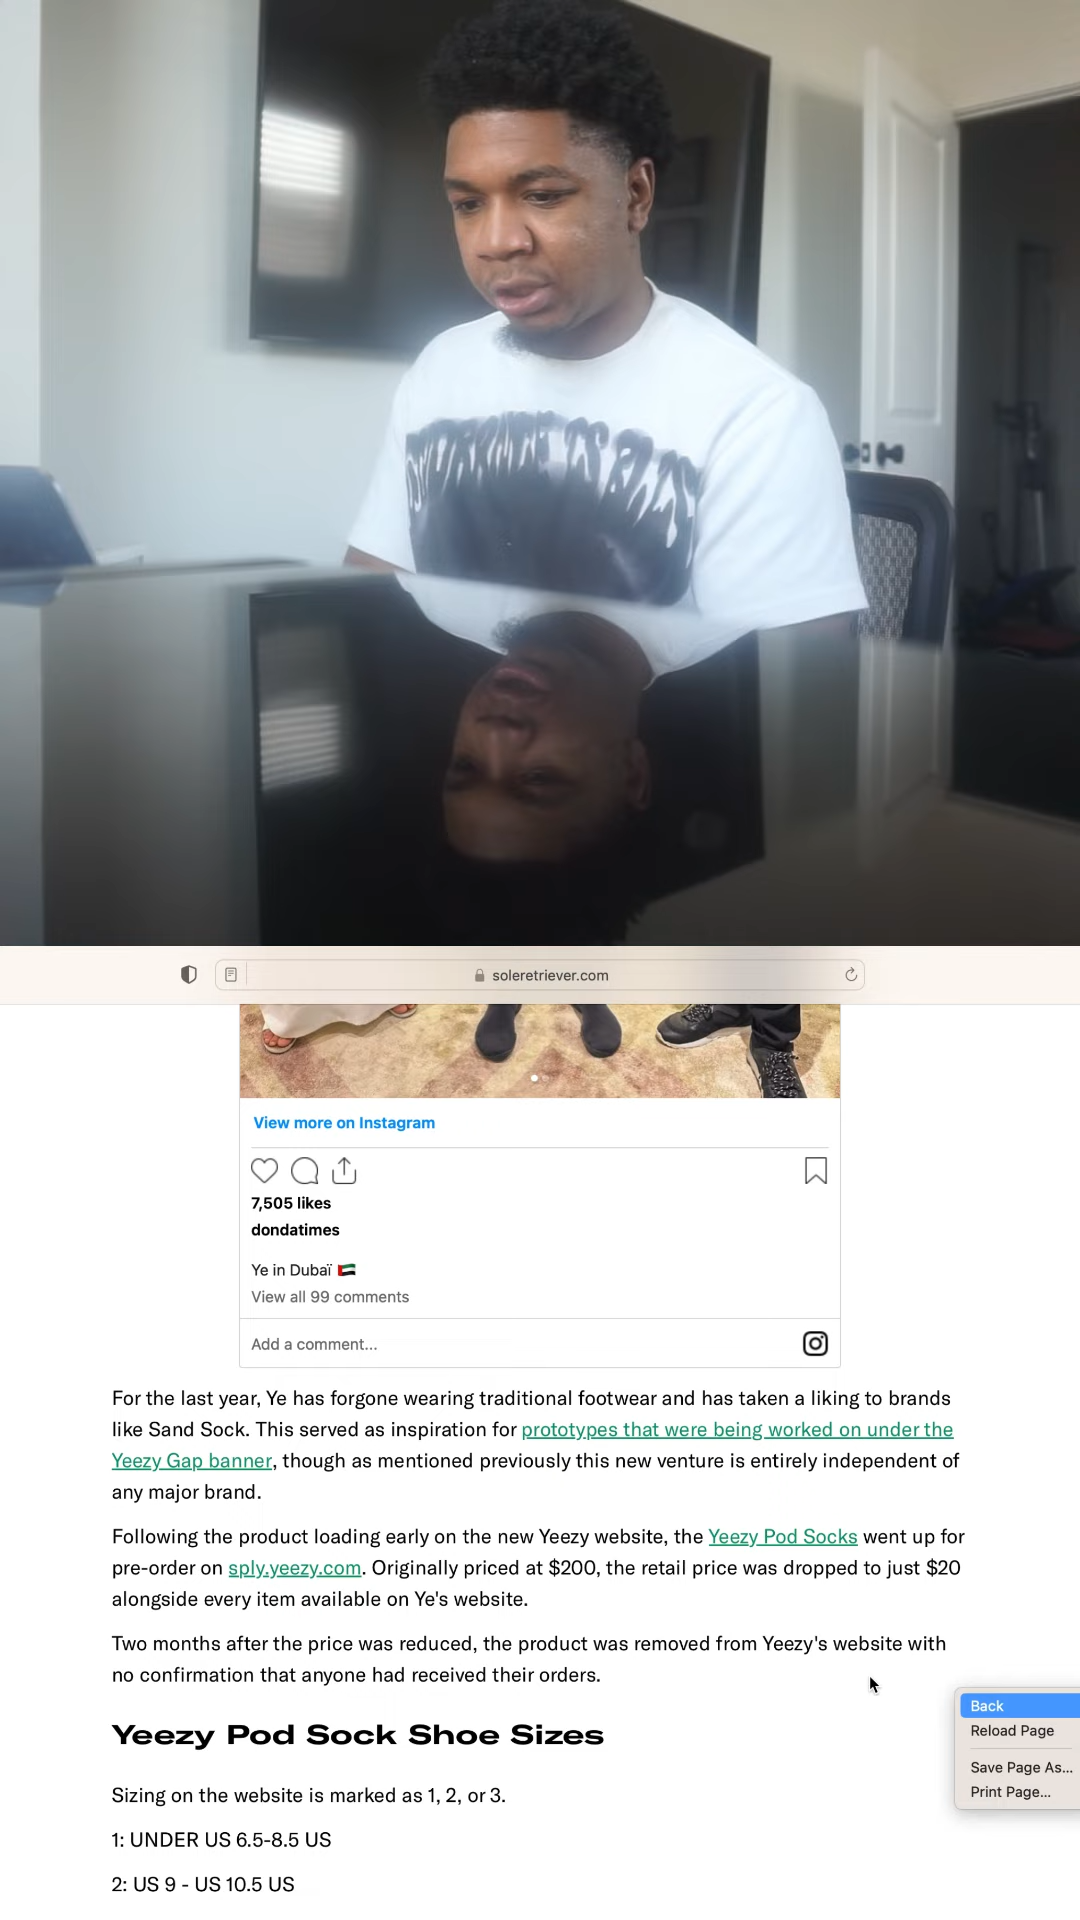 soleretriever.com
View more on Instagram
7,505 likes
dondatimes
Ye in Dubaï 🇦🇪
View all 99 comments
Add a comment...
For the last year, Ye has forgone wearing traditional footwear and has taken a liking to brands
like Sand Sock. This served as inspiration for prototypes that were being worked on under the
Yeezy Gap banner, though as mentioned previously this new venture is entirely independent of
any major brand.
Following the product loading early on the new Yeezy website, the Yeezy Pod Socks went up for
pre-order on sply.yeezy.com. Originally priced at $200, the retail price was dropped to just $20
alongside every item available on Ye's website.
Two months after the price was reduced, the product was removed from Yeezy's website with
no confirmation that anyone had received their orders.
Back
Reload Page
Save Page As...
Print Page...
Yeezy Pod Sock Shoe Sizes
Sizing on the website is marked as 1, 2, or 3.
1: UNDER US 6.5-8.5 US
2: US 9 - US 10.5 US